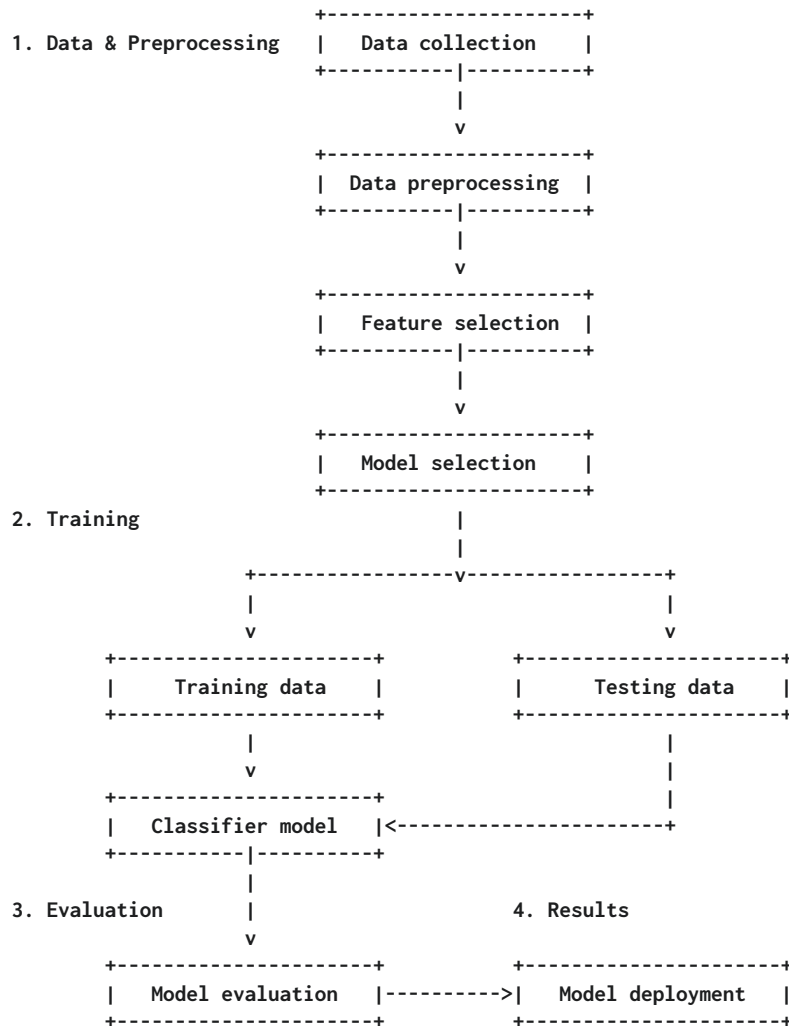 1. Data & Preprocessing
Data collection
Data preprocessing
Feature selection
Model selection
2. Training
Training data
Testing data
Classifier model
3. Evaluation
4. Results
Model evaluation
Model deployment